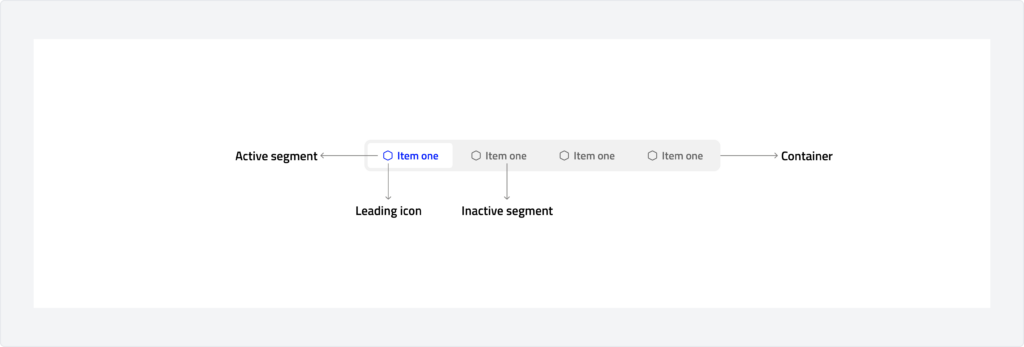 Active segment
Item one
Item one
Item one
Item one
Container
Leading icon
Inactive segment